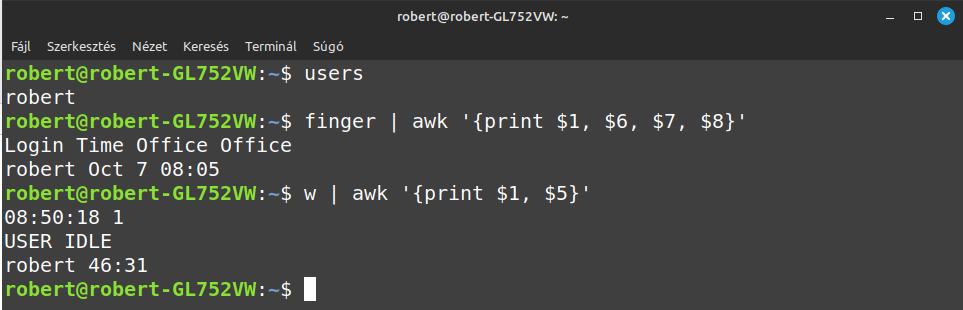 robert@robert-GL752VW: ~
Fájl Szerkesztés Nézet Keresés Terminál Súgó
robert@robert-GL752VW:~$ users
robert
robert@robert-GL752VW:~$ finger | awk '{print $1, $6, $7, $8}'
Login Time Office Office
robert Oct 7 08:05
robert@robert-GL752VW:~$ w | awk '{print $1, $5}'
08:50:18 1
USER IDLE
robert 46:31
robert@robert-GL752VW:~$